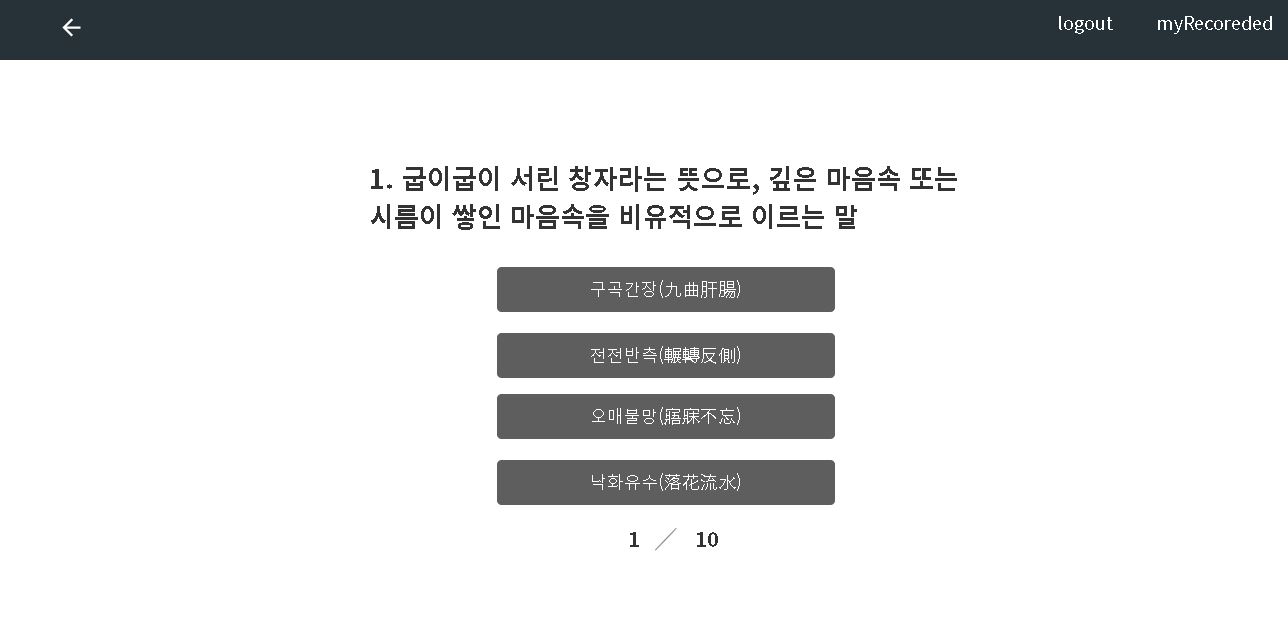 logout myRecoreded
1. 굽이굽이 서린 창자라는 뜻으로, 깊은 마음속 또는
시름이 쌓인 마음속을 비유적으로 이르는 말
구곡간장(九曲肝腸)
전전반측(輾轉反側)
오매불망(寤寐不忘)
낙화유수(落花流水)
1 ／ 10